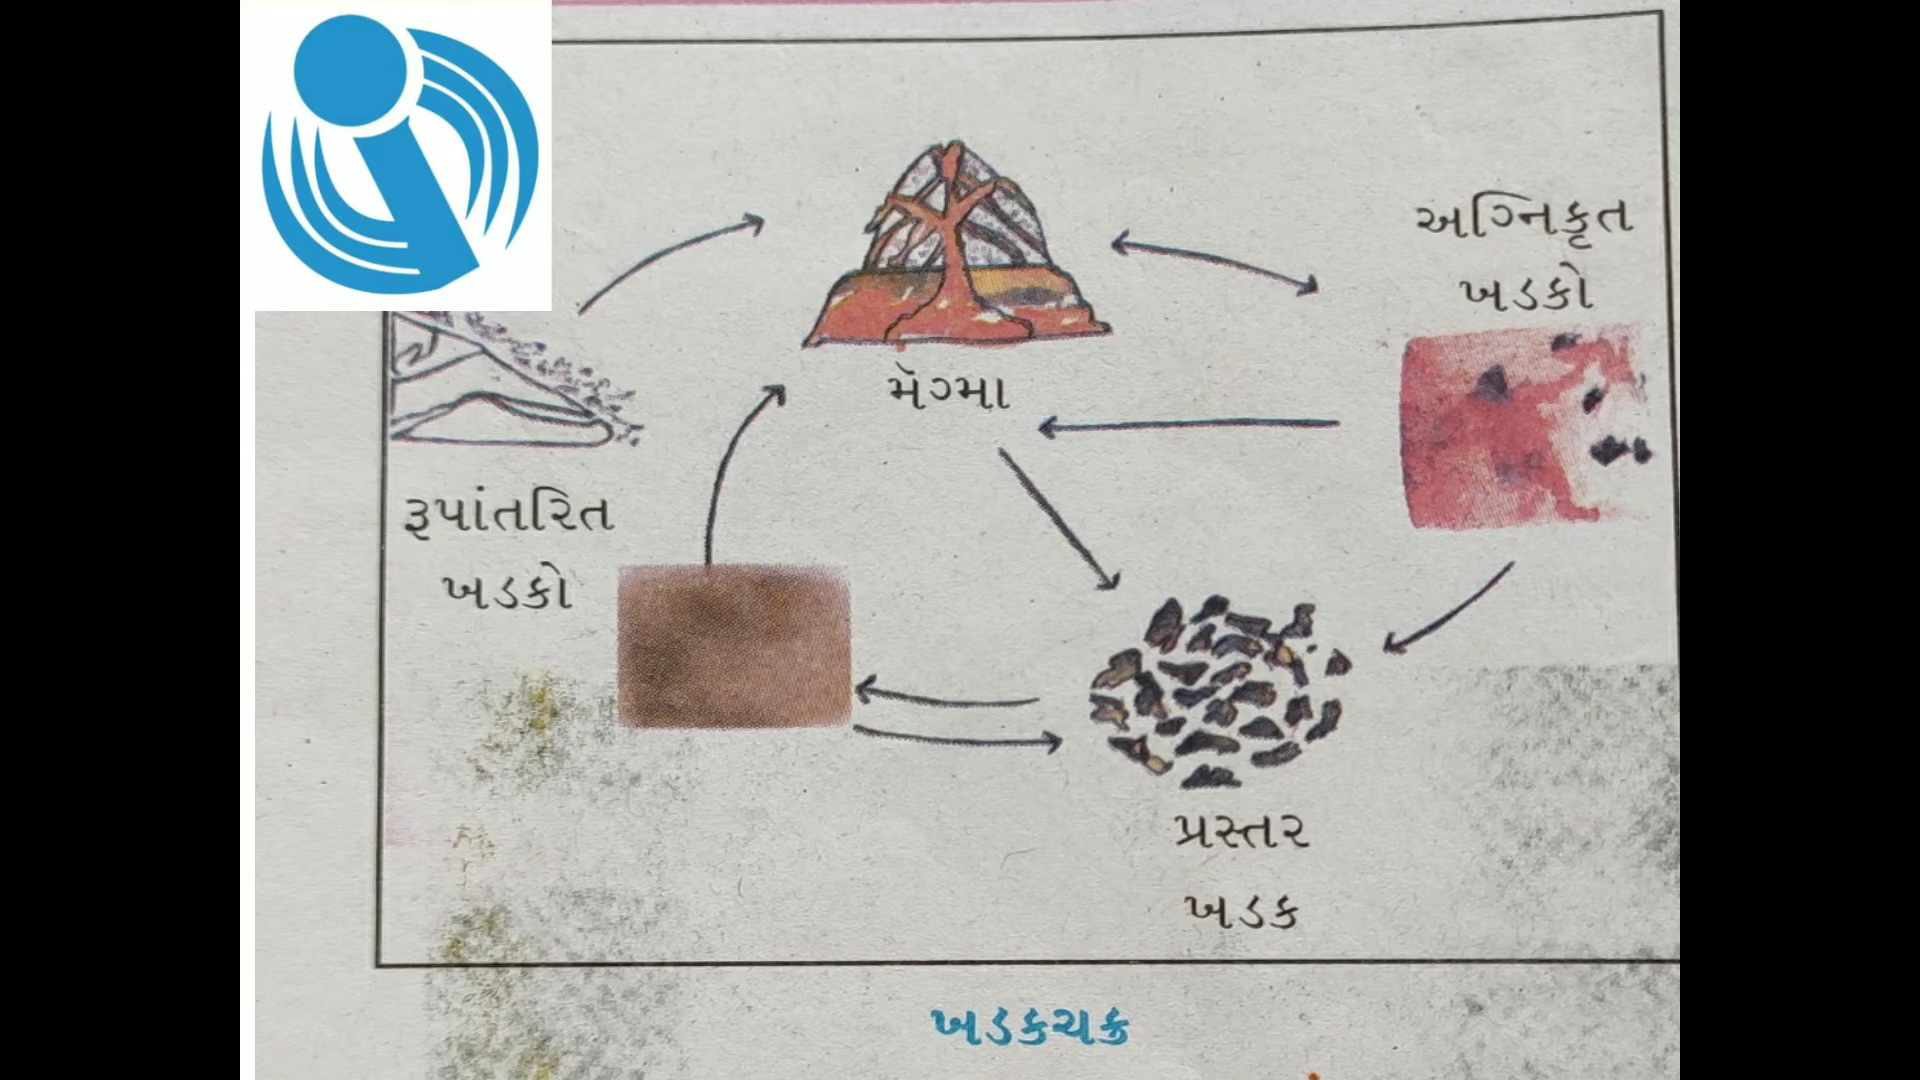 અગ્નિકૃત
ખડકો
મૅગ્મા
રૂપાંતરિત
ખડકો
પ્રસ્તર
ખડક
ખડકચક્ર